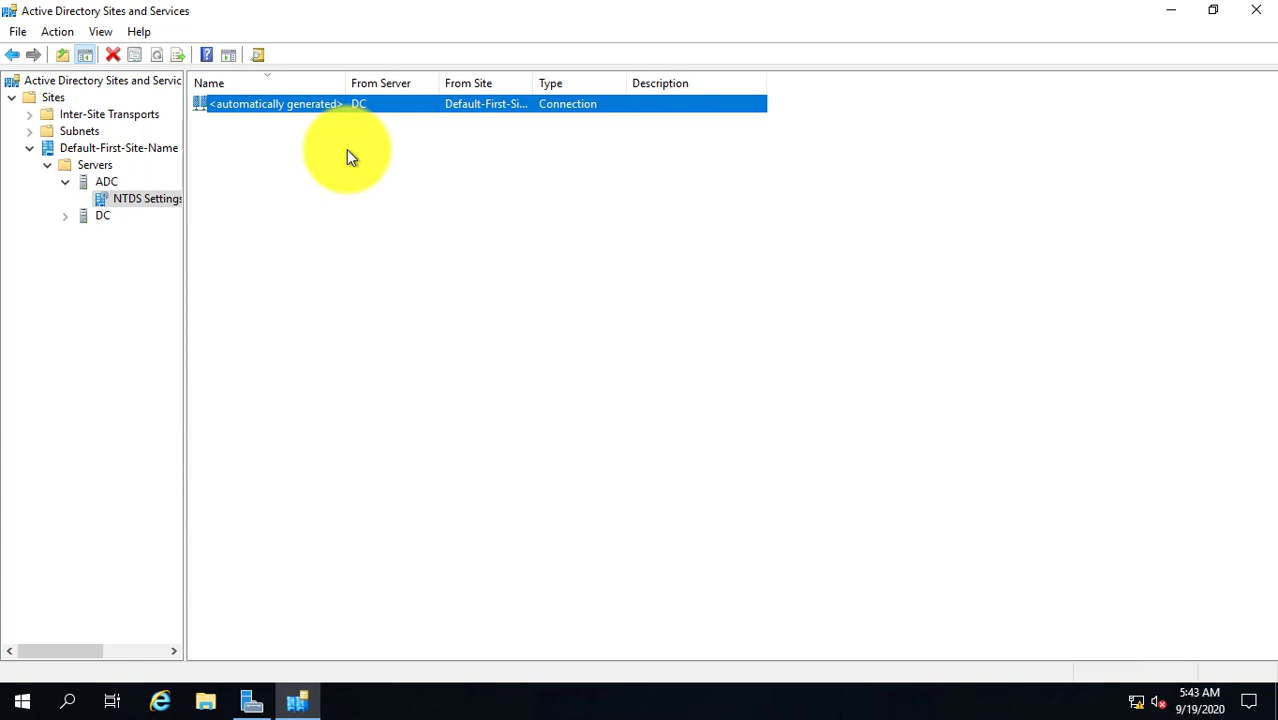 Active Directory Sites and Services
File Action View Help
Active Directory Sites and Servic
Sites
Inter-Site Transports
Subnets
Default-First-Site-Name
Servers
ADC
NTDS Settings
DC
Name From Server From Site Type Description
<automatically generated> DC Default-First-Si... Connection
5:43 AM
9/19/2020